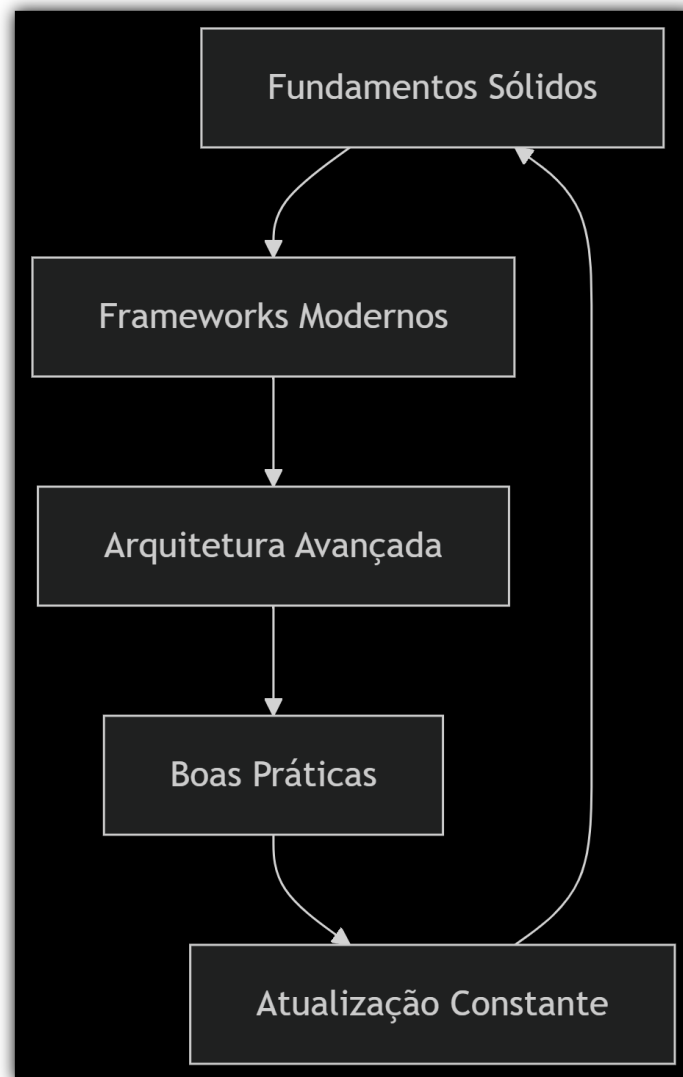 Fundamentos Sólidos
Frameworks Modernos
Arquitetura Avançada
Boas Práticas
Atualização Constante